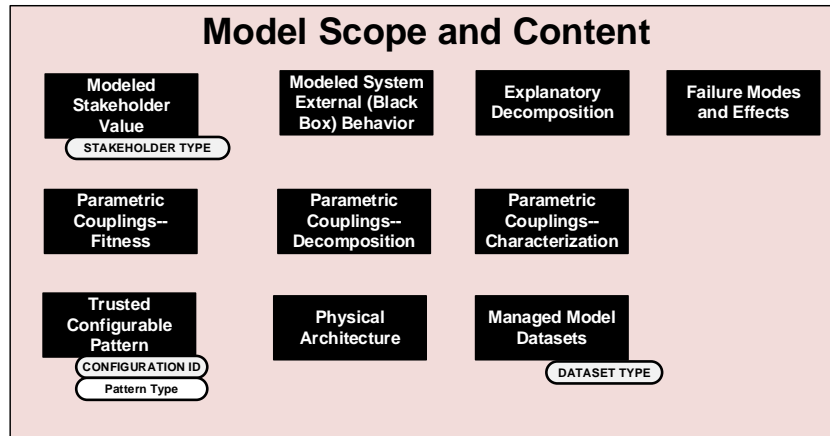 Model Scope and Content
Modeled
Stakeholder
Value
STAKEHOLDER TYPE
Modeled System
External (Black
Box) Behavior
Explanatory
Decomposition
Failure Modes
and Effects
Parametric
Couplings--
Fitness
Parametric
Couplings--
Decomposition
Parametric
Couplings--
Characterization
Trusted
Configurable
Pattern
CONFIGURATION ID
Pattern Type
Physical
Architecture
Managed Model
Datasets
DATASET TYPE